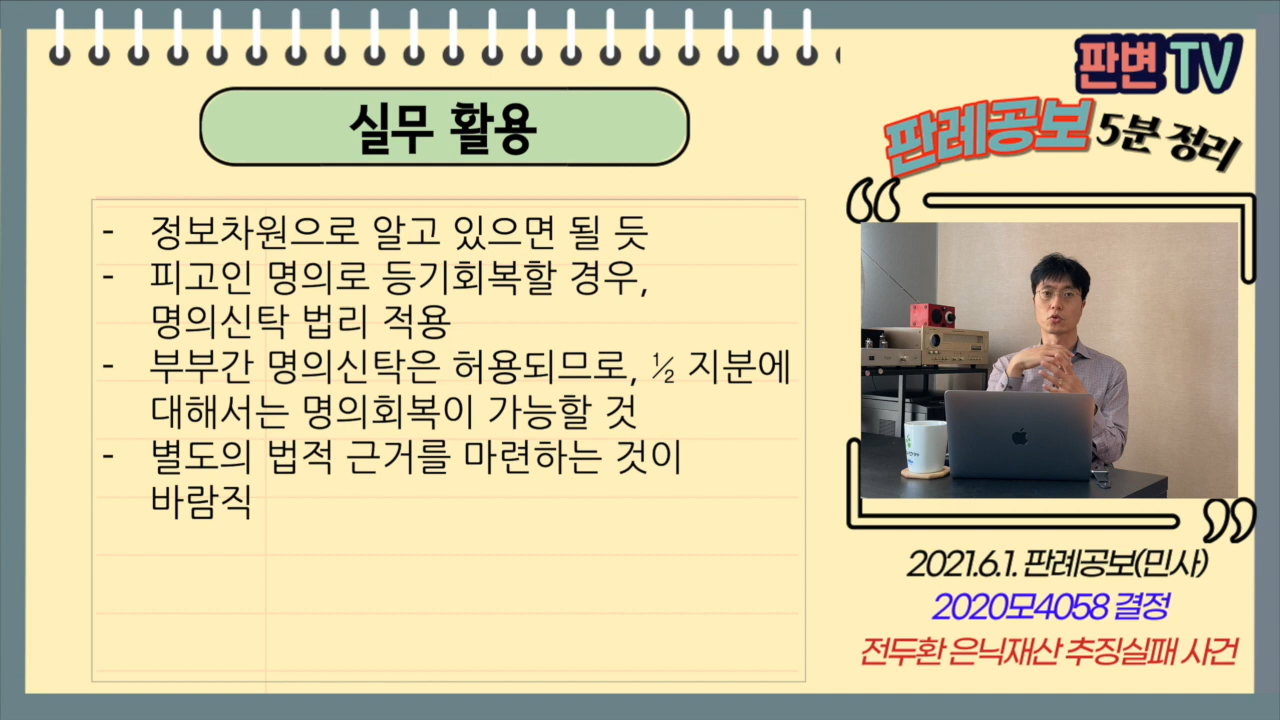 실무 활용
- 정보차원으로 알고 있으면 될 듯
- 피고인 명의로 등기회복할 경우,
명의신탁 법리 적용
- 부부간 명의신탁은 허용되므로, ½ 지분에
대해서는 명의회복이 가능할 것
- 별도의 법적 근거를 마련하는 것이
바람직
판변TV
판례공보 5분 정리
2021.6.1. 판례공보(민사)
2020모4058 결정
전두환 은닉재산 추징실패 사건